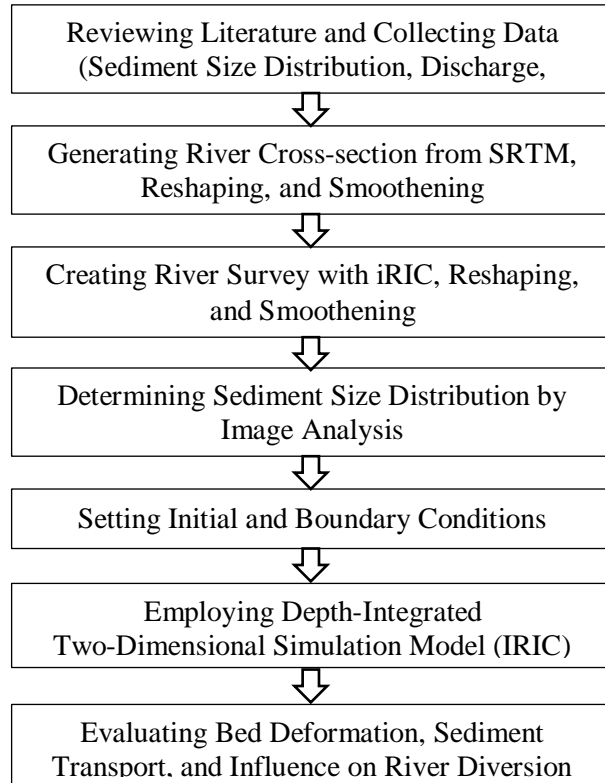 Reviewing Literature and Collecting Data
(Sediment Size Distribution, Discharge,
Generating River Cross-section from SRTM,
Reshaping, and Smoothening
Creating River Survey with iRIC, Reshaping,
and Smoothening
Determining Sediment Size Distribution by
Image Analysis
Setting Initial and Boundary Conditions
Employing Depth-Integrated
Two-Dimensional Simulation Model (IRIC)
Evaluating Bed Deformation, Sediment
Transport, and Influence on River Diversion